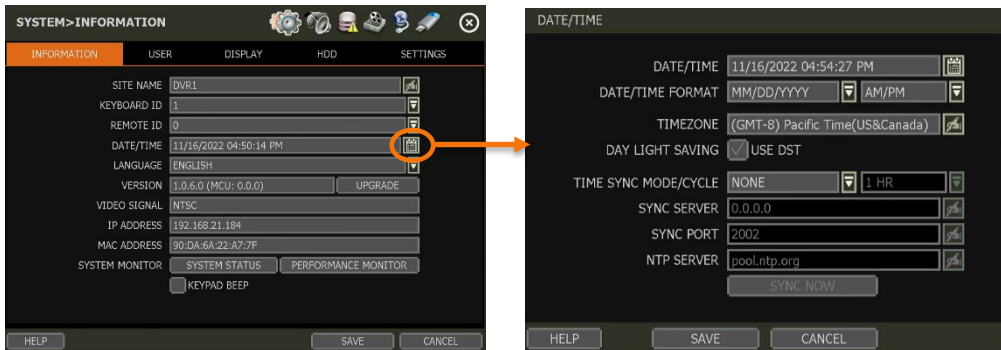 SYSTEM>INFORMATION
INFORMATION USER DISPLAY HDD SETTINGS
SITE NAME DVR1
KEYBOARD ID 1
REMOTE ID 0
DATE/TIME 11/16/2022 04:50:14 PM
LANGUAGE ENGLISH
VERSION 1.0.6.0 (MCU: 0.0.0) UPGRADE
VIDEO SIGNAL NTSC
IP ADDRESS 192.168.21.184
MAC ADDRESS 90:DA:6A:22:A7:7F
SYSTEM MONITOR SYSTEM STATUS PERFORMANCE MONITOR
KEYPAD BEEP
HELP SAVE CANCEL
DATE/TIME
DATE/TIME 11/16/2022 04:54:27 PM
DATE/TIME FORMAT MM/DD/YYYY AM/PM
TIMEZONE (GMT-8) Pacific Time(US&Canada)
DAY LIGHT SAVING USE DST
TIME SYNC MODE/CYCLE NONE 1 HR
SYNC SERVER 0.0.0.0
SYNC PORT 2002
NTP SERVER pool.ntp.org
SYNC NOW
HELP SAVE CANCEL